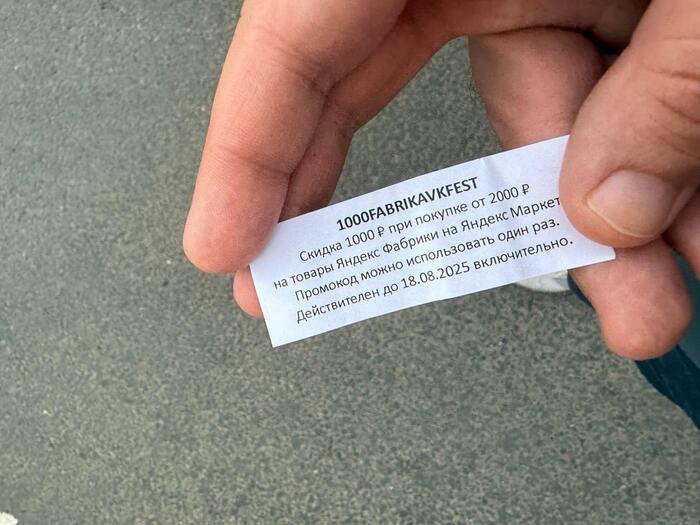 1000FABRIKAVKFEST
Скидка 1000 ₽ при покупке от 2000 ₽
на товары Яндекс Фабрики на Яндекс Маркет
Промокод можно использовать один раз.
Действителен до 18.08.2025 включительно.